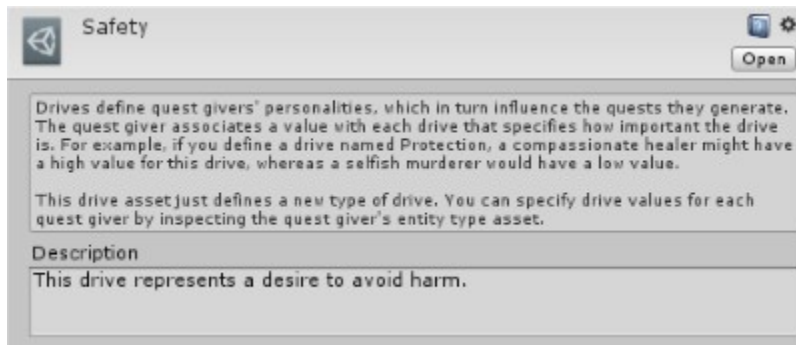 Safety
Open
Drives define quest givers' personalities, which in turn influence the quests they generate.
The quest giver associates a value with each drive that specifies how important the drive
is. For example, if you define a drive named Protection, a compassionate healer might have
a high value for this drive, whereas a selfish murderer would have a low value.
This drive asset just defines a new type of drive. You can specify drive values for each
quest giver by inspecting the quest giver's entity type asset.
Description
This drive represents a desire to avoid harm.